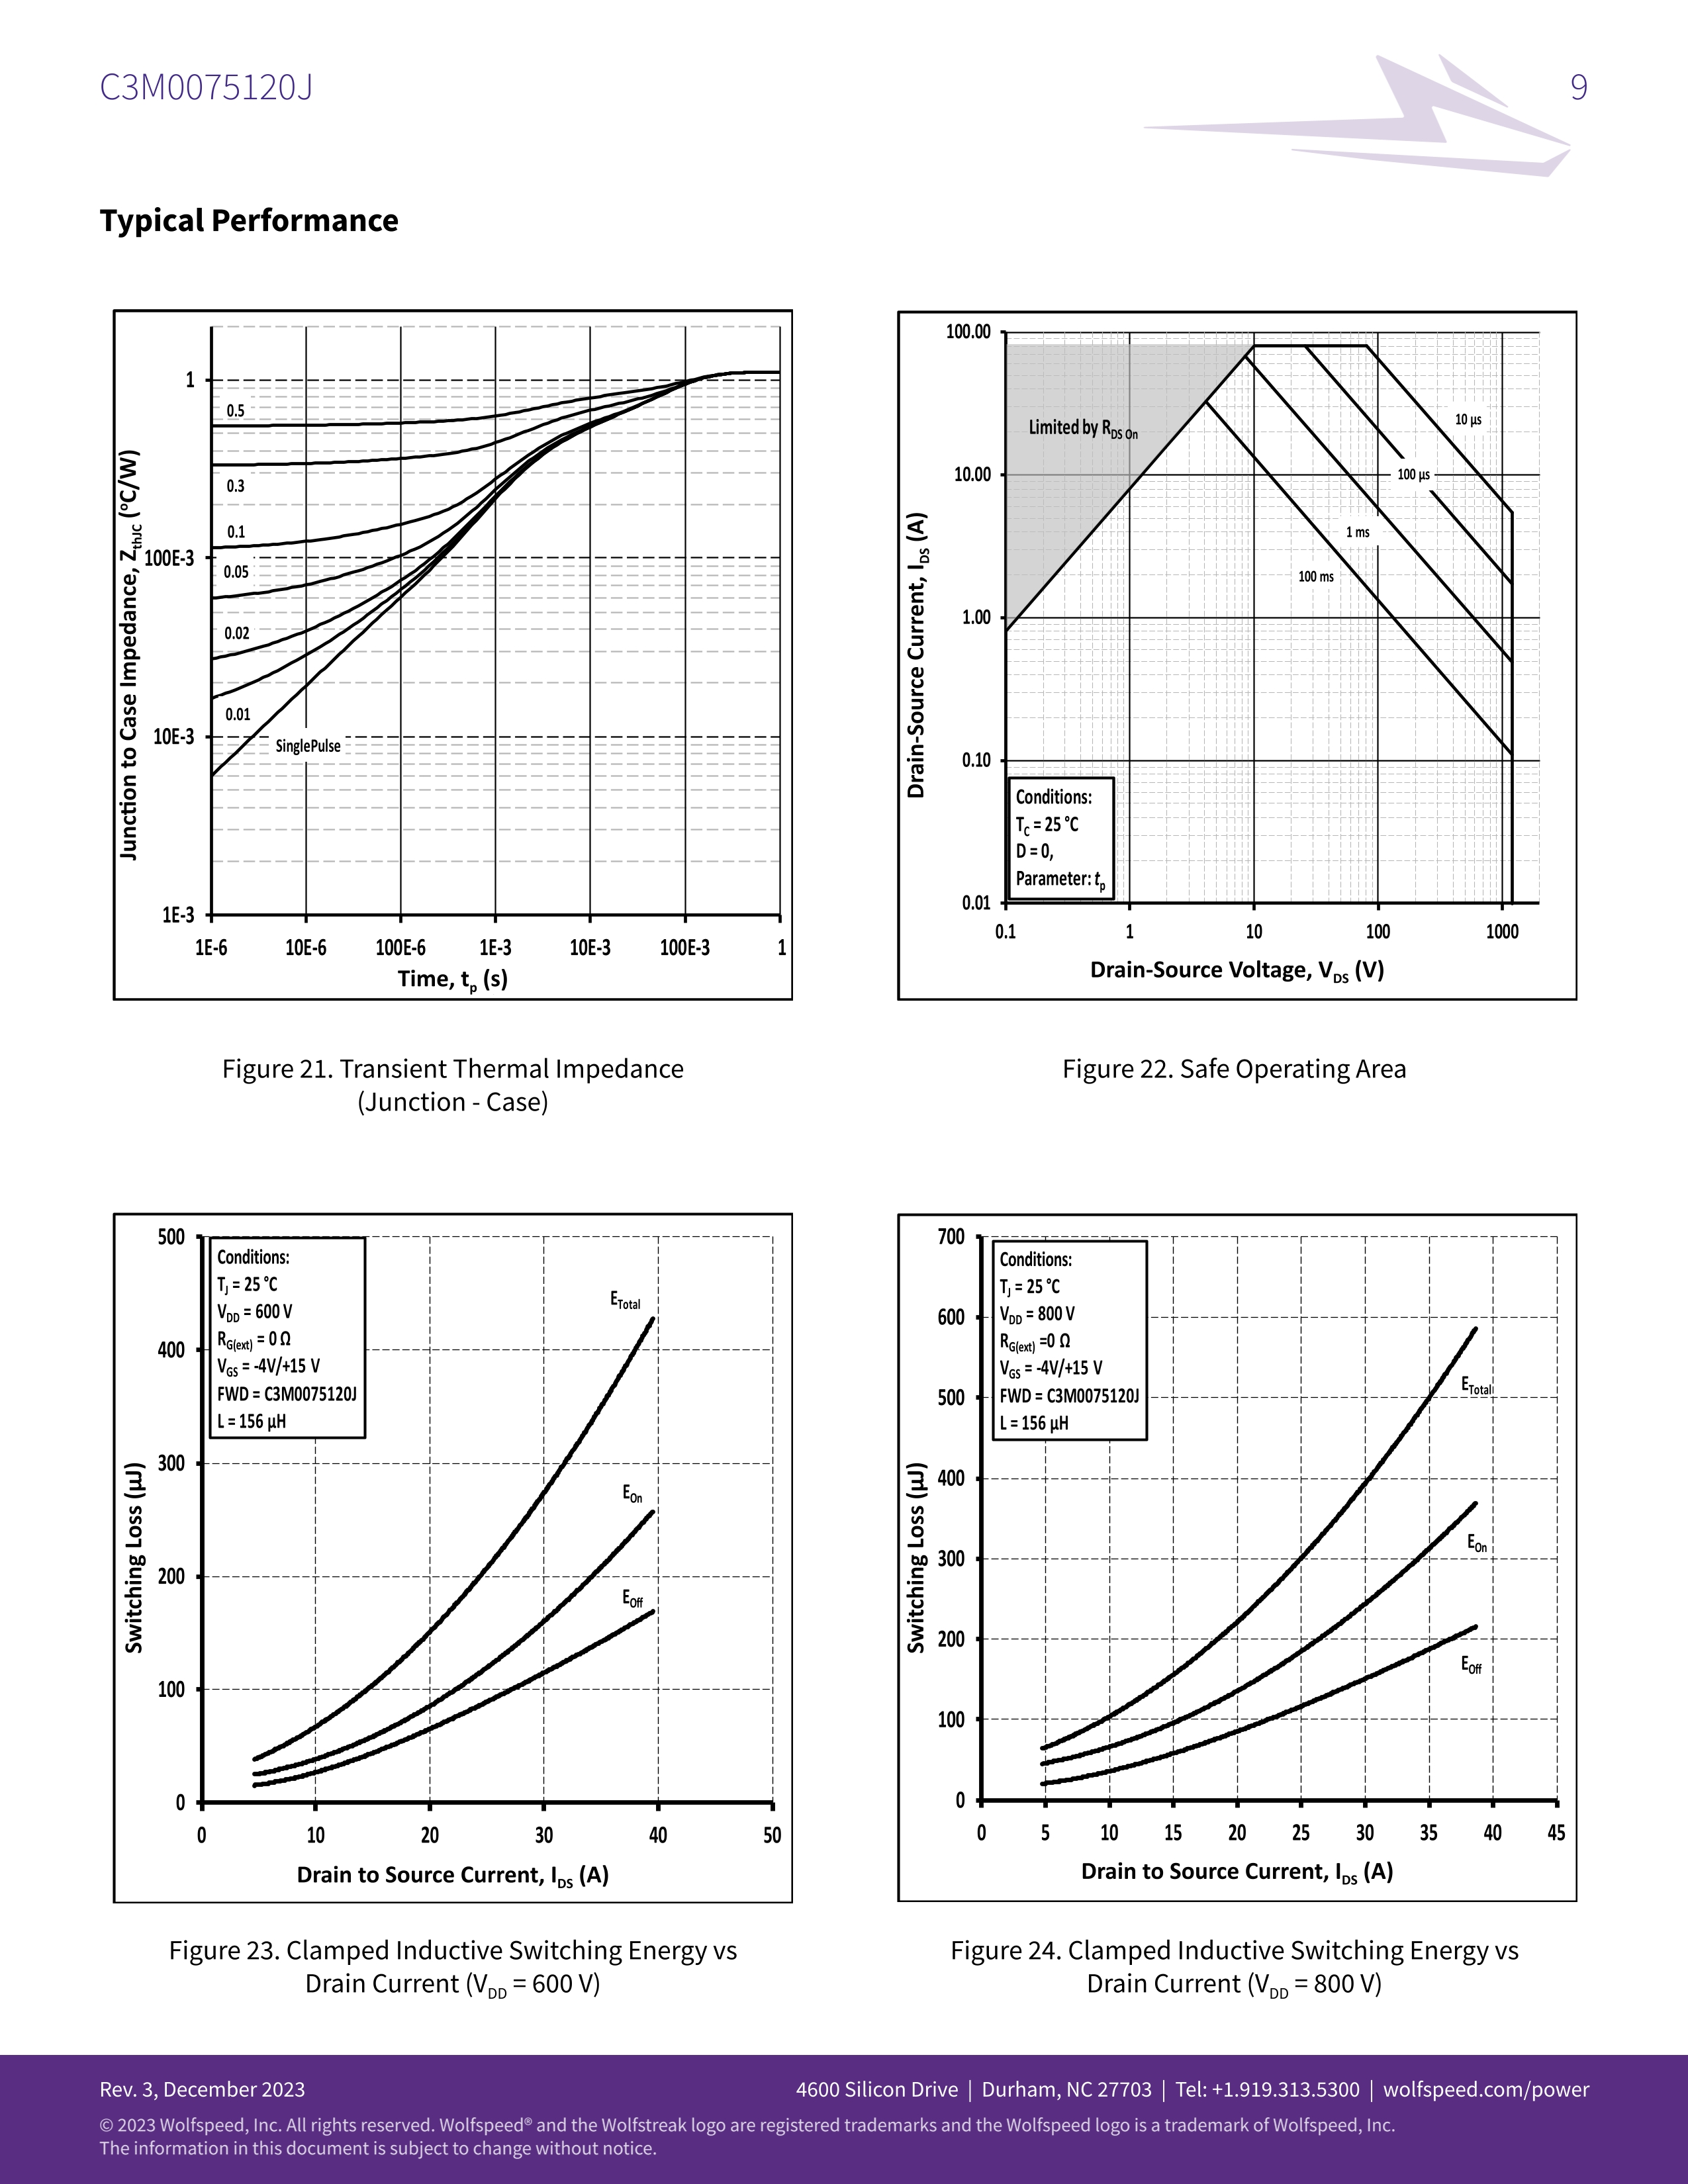 C3M0075120J
9
Typical Performance
Junction to Case Impedance, ZthJC (°C/W)
1
100E-3
10E-3
1E-3
0.5
0.3
0.1
0.05
0.02
0.01
SinglePulse
1E-6 10E-6 100E-6 1E-3 10E-3 100E-3 1
Time, tp (s)
Figure 21. Transient Thermal Impedance
(Junction - Case)
Drain-Source Current, IDS (A)
100.00
10.00
1.00
0.10
0.01
Limited by RDS On
10 µs
100 µs
1 ms
100 ms
Conditions:
TC = 25 °C
D = 0,
Parameter: tp
0.1 1 10 100 1000
Drain-Source Voltage, VDS (V)
Figure 22. Safe Operating Area
Switching Loss (µJ)
500
400
300
200
100
0
Conditions:
TJ = 25 °C
VDD = 600 V
RG(ext) = 0 Ω
VGS = -4V/+15 V
FWD = C3M0075120J
L = 156 µH
ETotal
EOn
EOff
0 10 20 30 40 50
Drain to Source Current, IDS (A)
Figure 23. Clamped Inductive Switching Energy vs
Drain Current (VDD = 600 V)
Switching Loss (µJ)
700
600
500
400
300
200
100
0
Conditions:
TJ = 25 °C
VDD = 800 V
RG(ext) =0 Ω
VGS = -4V/+15 V
FWD = C3M0075120J
L = 156 µH
ETotal
EOn
EOff
0 5 10 15 20 25 30 35 40 45
Drain to Source Current, IDS (A)
Figure 24. Clamped Inductive Switching Energy vs
Drain Current (VDD = 800 V)
Rev. 3, December 2023
4600 Silicon Drive | Durham, NC 27703 | Tel: +1.919.313.5300 | wolfspeed.com/power
© 2023 Wolfspeed, Inc. All rights reserved. Wolfspeed® and the Wolfstreak logo are registered trademarks and the Wolfspeed logo is a trademark of Wolfspeed, Inc.
The information in this document is subject to change without notice.